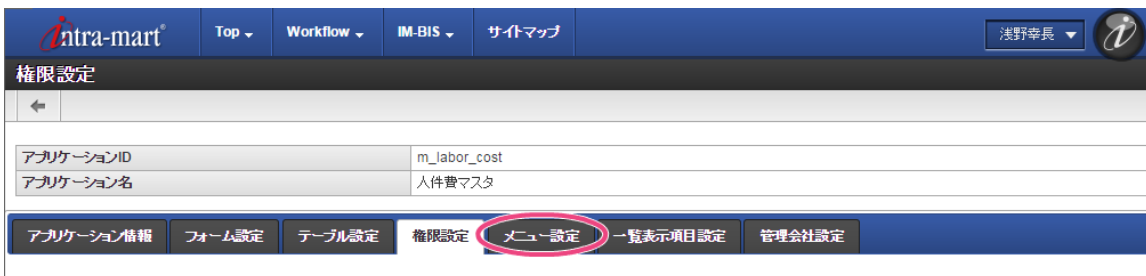 intra-mart® Top Workflow IM-BIS サイトマップ 浅野幸長
権限設定
アプリケーションID m_labor_cost
アプリケーション名 人件費マスタ
アプリケーション情報 フォーム設定 テーブル設定 権限設定 メニュー設定 一覧表示項目設定 管理会社設定